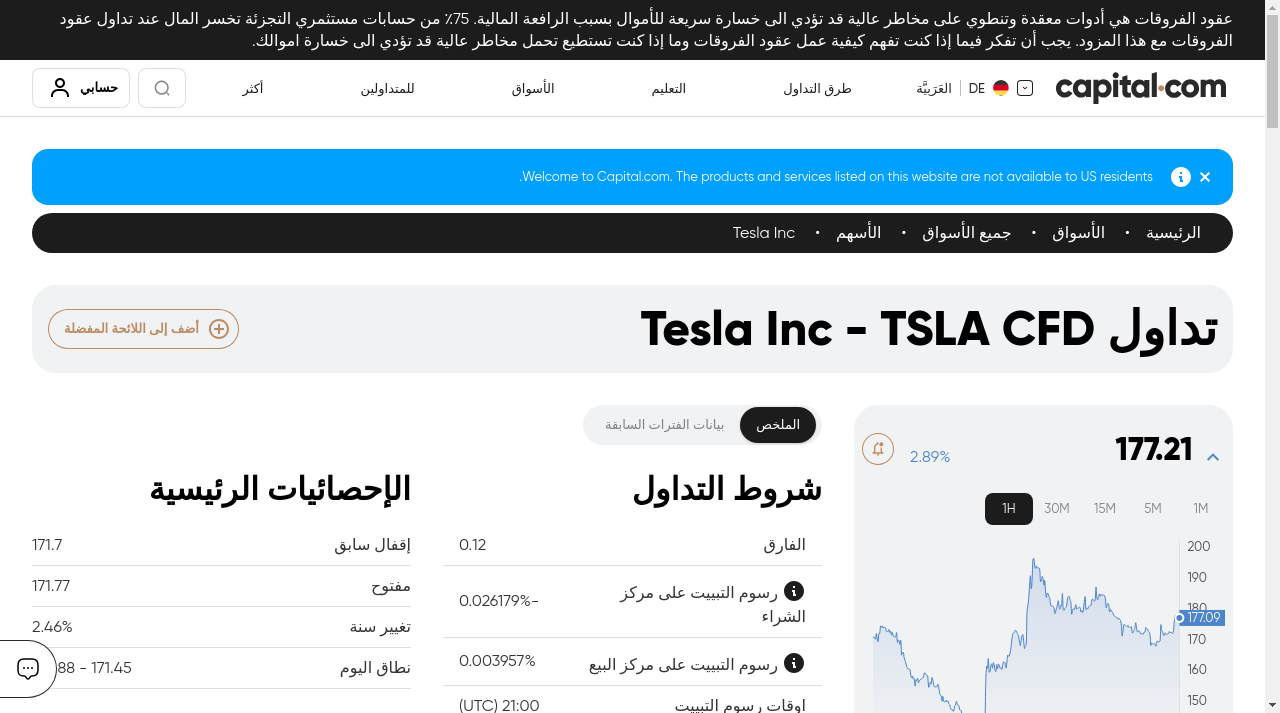 عقود الفروقات هي أدوات معقدة وتنطوي على مخاطر عالية قد تؤدي الى خسارة سريعة للأموال بسبب الرافعة المالية. 75٪ من حسابات مستثمري التجزئة تخسر المال عند تداول عقود
الفروقات مع هذا المزود. يجب أن تفكر فيما إذا كنت تفهم كيفية عمل عقود الفروقات وما إذا كنت تستطيع تحمل مخاطر عالية قد تؤدي الى خسارة اموالك.
capital.com
DE
العَرَبيَّة
طرق التداول
التعليم
الأسواق
للمتداولين
أكثر
حسابي
Welcome to Capital.com. The products and services listed on this website are not available to US residents.
الرئيسية • الأسواق • جميع الأسواق • الأسهم • Tesla Inc
تداول Tesla Inc - TSLA CFD
أضف إلى اللائحة المفضلة
177.21
2.89%
1M
5M
15M
30M
1H
200
190
180
177.09
170
160
150
الملخص
بيانات الفترات السابقة
شروط التداول
الفارق 0.12
رسوم التبييت على مركز الشراء
-0.026179%
رسوم التبييت على مركز البيع 0.003957%
اوقات رسوم التبييت 21:00 (UTC)
الإحصائيات الرئيسية
إقفال سابق 171.7
مفتوح 171.77
تغيير سنة 2.46%
نطاق اليوم 171.45 -